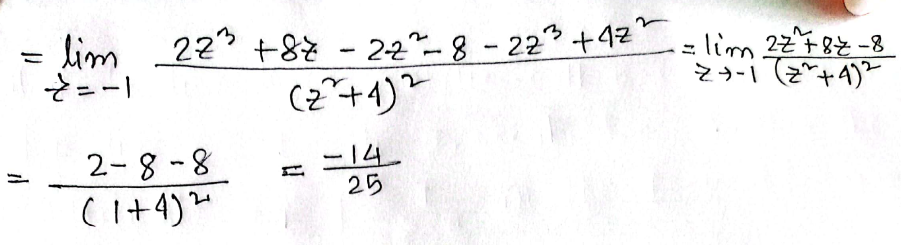 = lim z=-1 (2z³ + 8z - 2z² - 8 - 2z³ + 4z²) / (z²+4)² = lim z→-1 (2z²+8z-8) / (z²+4)²
= (2-8-8) / (1+4)² = -14/25